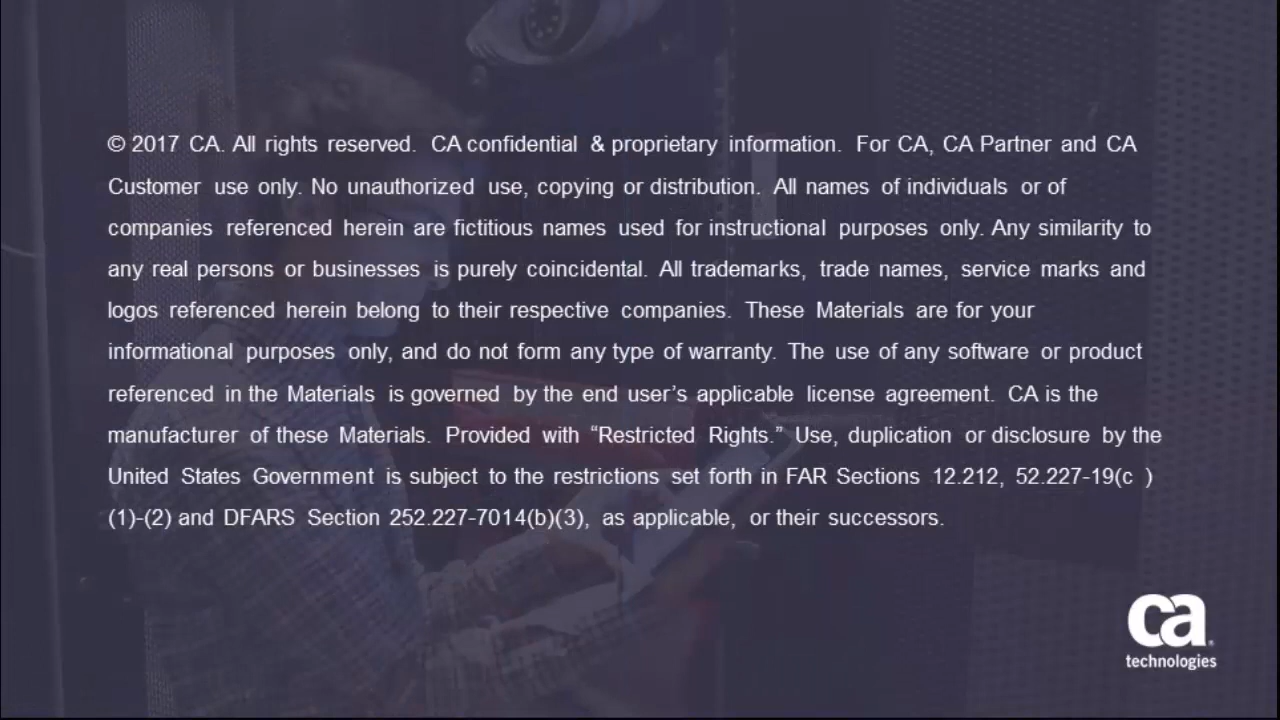 © 2017 CA. All rights reserved. CA confidential & proprietary information. For CA, CA Partner and CA
Customer use only. No unauthorized use, copying or distribution. All names of individuals or of
companies referenced herein are fictitious names used for instructional purposes only. Any similarity to
any real persons or businesses is purely coincidental. All trademarks, trade names, service marks and
logos referenced herein belong to their respective companies. These Materials are for your
informational purposes only, and do not form any type of warranty. The use of any software or product
referenced in the Materials is governed by the end user’s applicable license agreement. CA is the
manufacturer of these Materials. Provided with “Restricted Rights.” Use, duplication or disclosure by the
United States Government is subject to the restrictions set forth in FAR Sections 12.212, 52.227-19(c )
(1)-(2) and DFARS Section 252.227-7014(b)(3), as applicable, or their successors.
ca
technologies